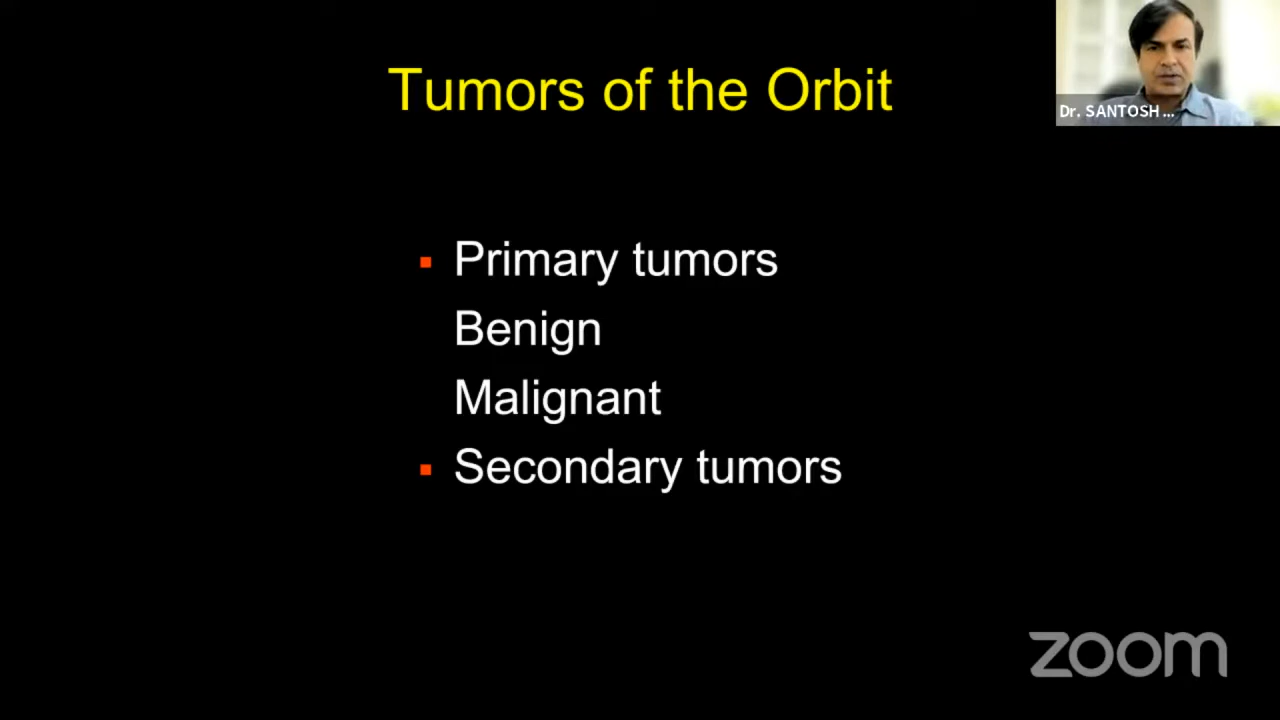 Tumors of the Orbit
Dr. SANTOSH ...
▪ Primary tumors
Benign
Malignant
▪ Secondary tumors
zoom